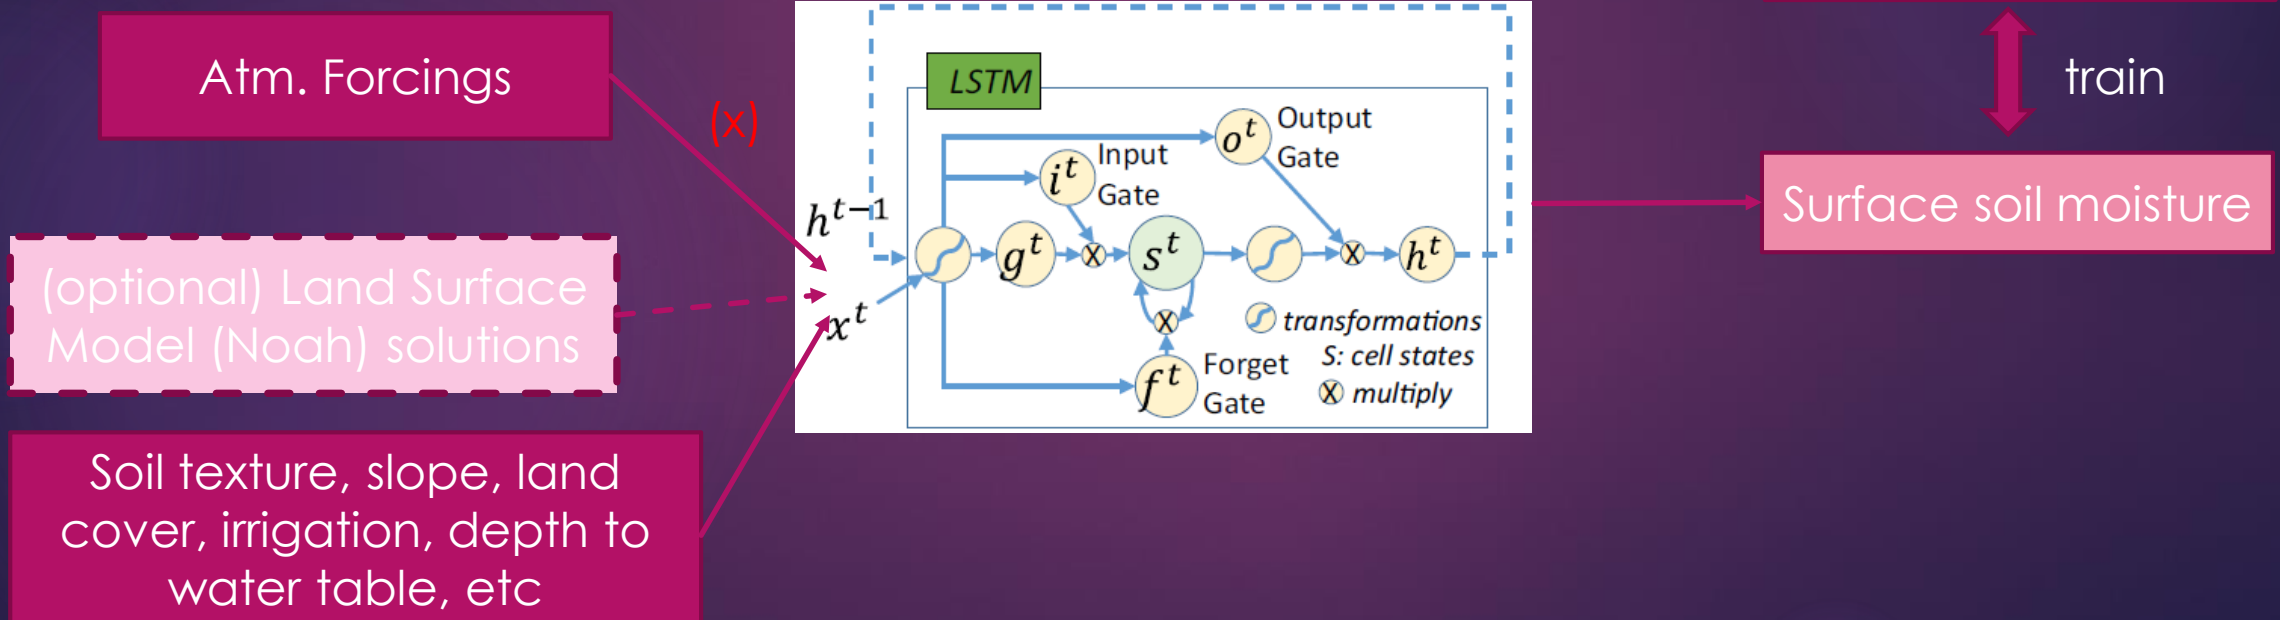 Atm. Forcings
(x)
(optional) Land Surface
Model (Noah) solutions
Soil texture, slope, land
cover, irrigation, depth to
water table, etc
LSTM
h^{t−1}
x^t
g^t
i^t
Input
Gate
o^t
Output
Gate
X
s^t
X
h^t
X
f^t
Forget
Gate
transformations
S: cell states
X multiply
train
Surface soil moisture